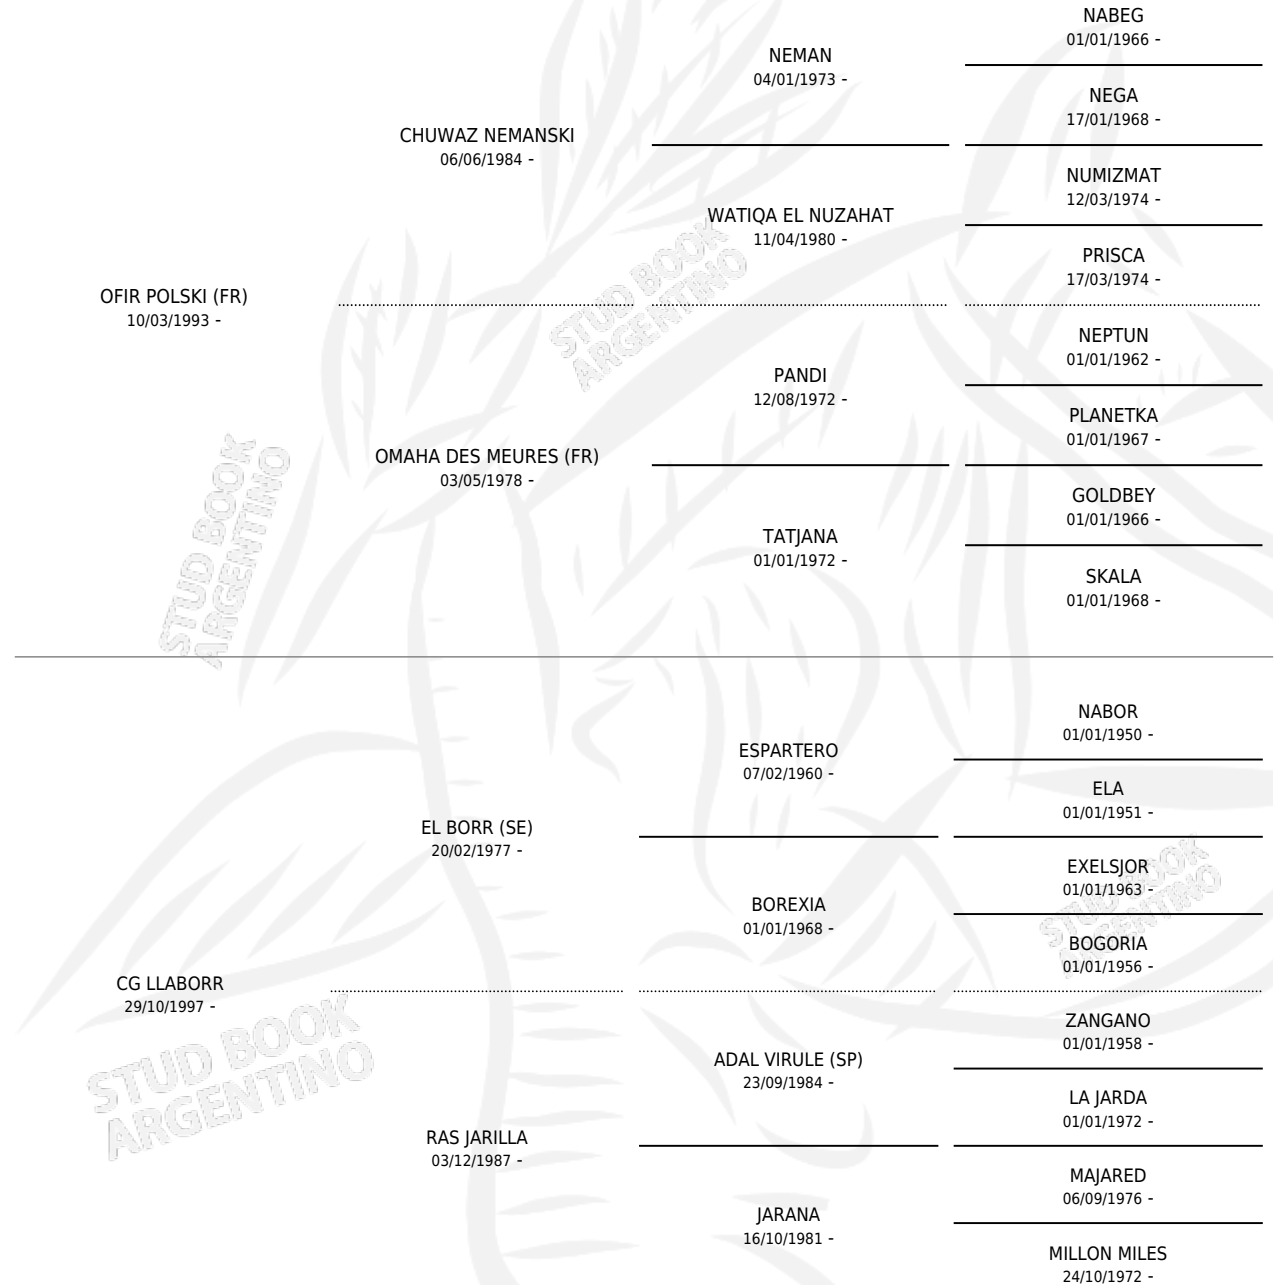 NABEG
01/01/1966 -
NEMAN
04/01/1973 -
NEGA
17/01/1968 -
CHUWAZ NEMANSKI
06/06/1984 -
NUMIZMAT
12/03/1974 -
WATIQA EL NUZAHAT
11/04/1980 -
PRISCA
17/03/1974 -
OFIR POLSKI (FR)
10/03/1993 -
STUD BOOK
ARGENTINO
NEPTUN
01/01/1962 -
PANDI
12/08/1972 -
PLANETKA
01/01/1967 -
OMAHA DES MEURES (FR)
03/05/1978 -
GOLDBEY
01/01/1966 -
TATJANA
01/01/1972 -
SKALA
01/01/1968 -
STUD BOOK
ARGENTINO
NABOR
01/01/1950 -
ESPARTERO
07/02/1960 -
ELA
01/01/1951 -
EL BORR (SE)
20/02/1977 -
EXELSJOR
01/01/1963 -
BOREXIA
01/01/1968 -
BOGORIA
01/01/1956 -
STUD BOOK
ARGENTINO
CG LLABORR
29/10/1997 -
ZANGANO
01/01/1958 -
ADAL VIRULE (SP)
23/09/1984 -
LA JARDA
01/01/1972 -
STUD BOOK
ARGENTINO
RAS JARILLA
03/12/1987 -
MAJARED
06/09/1976 -
JARANA
16/10/1981 -
MILLON MILES
24/10/1972 -